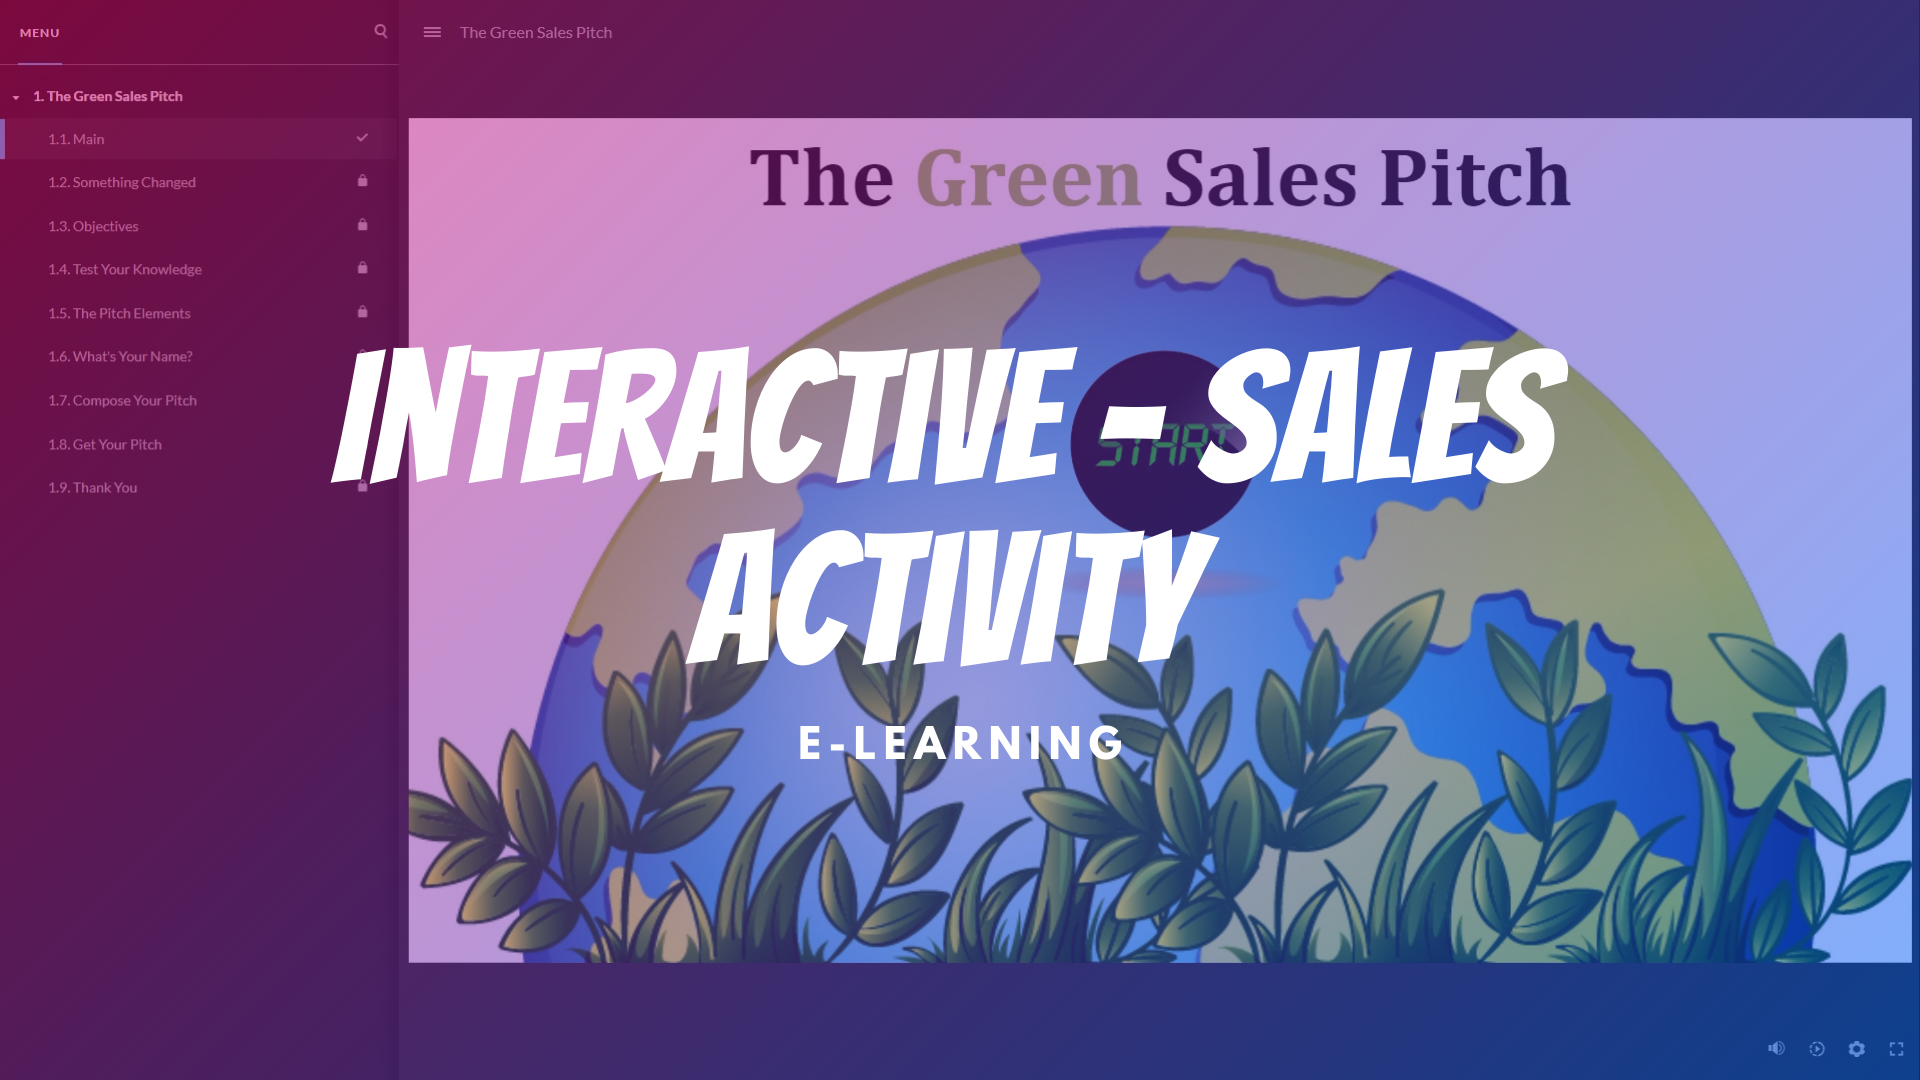 MENU
The Green Sales Pitch
1. The Green Sales Pitch
1.1. Main
1.2. Something Changed
1.3. Objectives
1.4. Test Your Knowledge
1.5. The Pitch Elements
1.6. What's Your Name?
1.7. Compose Your Pitch
1.8. Get Your Pitch
1.9. Thank You
The Green Sales Pitch
START
INTERACTIVE - SALES
ACTIVITY
E-LEARNING